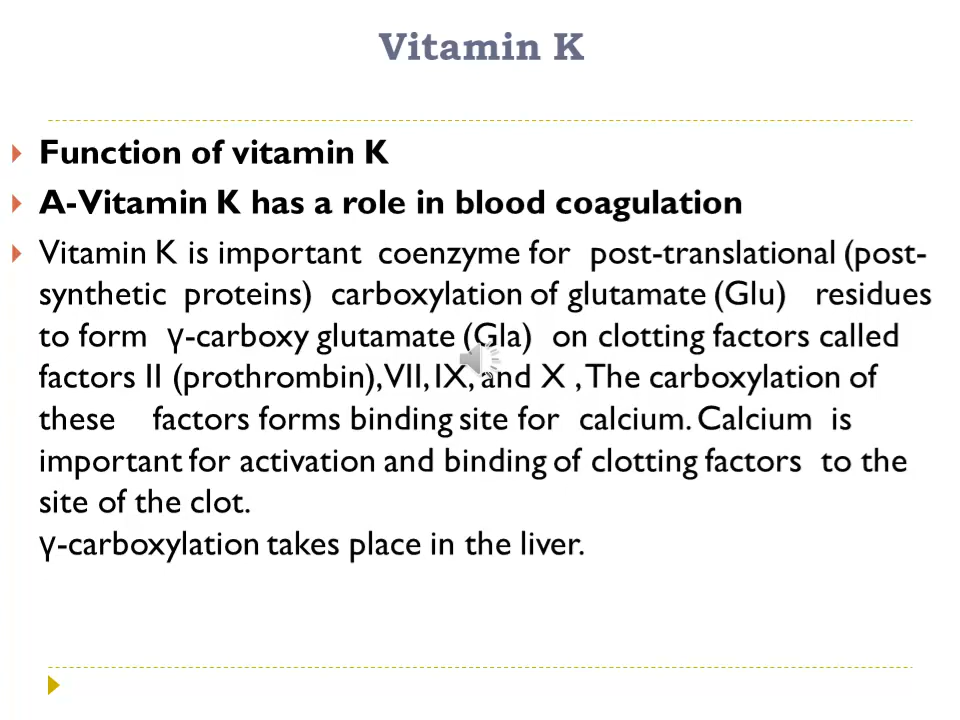 Vitamin K
Function of vitamin K
A-Vitamin K has a role in blood coagulation
Vitamin K is important coenzyme for post-translational (post-
synthetic proteins) carboxylation of glutamate (Glu) residues
to form γ-carboxy glutamate (Gla) on clotting factors called
factors II (prothrombin), VII, IX, and X , The carboxylation of
these factors forms binding site for calcium. Calcium is
important for activation and binding of clotting factors to the
site of the clot.
γ-carboxylation takes place in the liver.